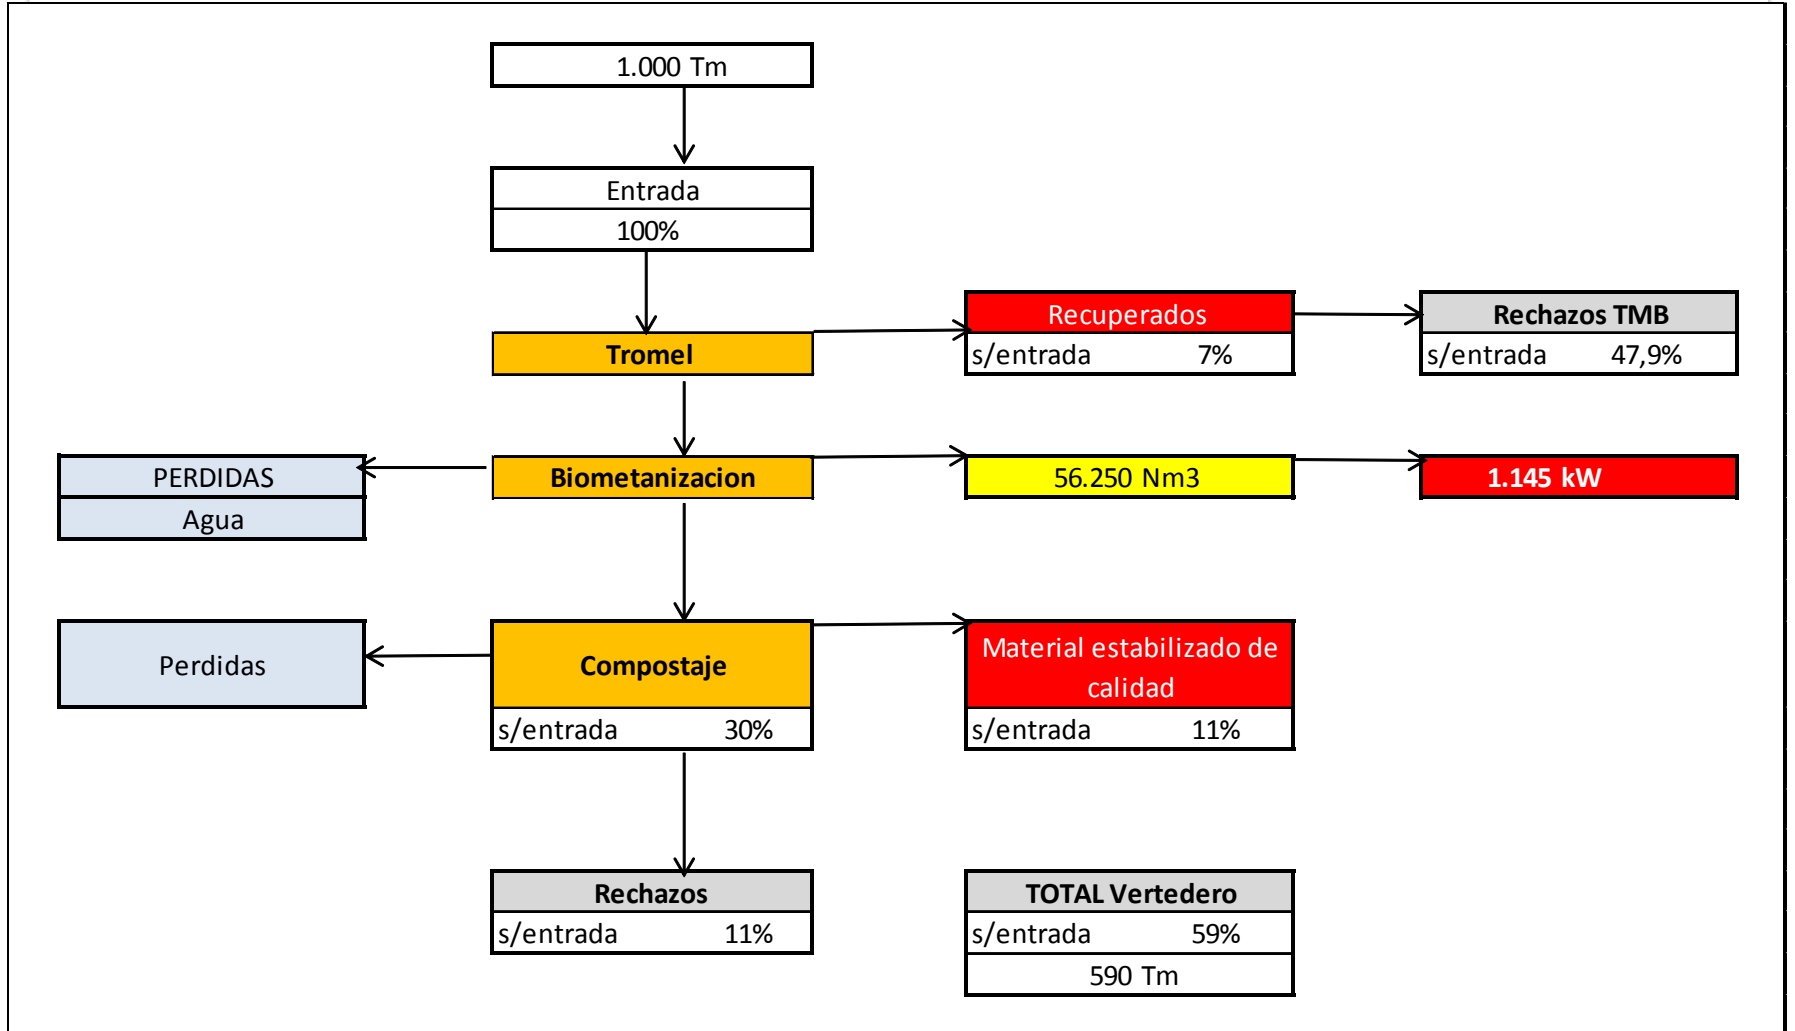 1.000 Tm
Entrada
100%
Recuperados
Rechazos TMB
Tromel
s/entrada 7%
s/entrada 47,9%
PERDIDAS
Biometanizacion
56.250 Nm3
1.145 kW
Agua
Perdidas
Compostaje
Material estabilizado de
calidad
s/entrada 30%
s/entrada 11%
Rechazos
TOTAL Vertedero
s/entrada 11%
s/entrada 59%
590 Tm